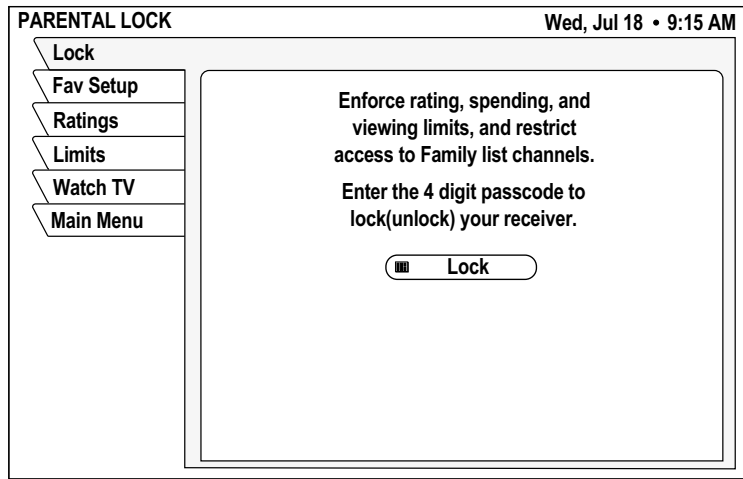 PARENTAL LOCK
Wed, Jul 18 • 9:15 AM
Lock
Fav Setup
Ratings
Limits
Watch TV
Main Menu
Enforce rating, spending, and
viewing limits, and restrict
access to Family list channels.
Enter the 4 digit passcode to
lock(unlock) your receiver.
Lock